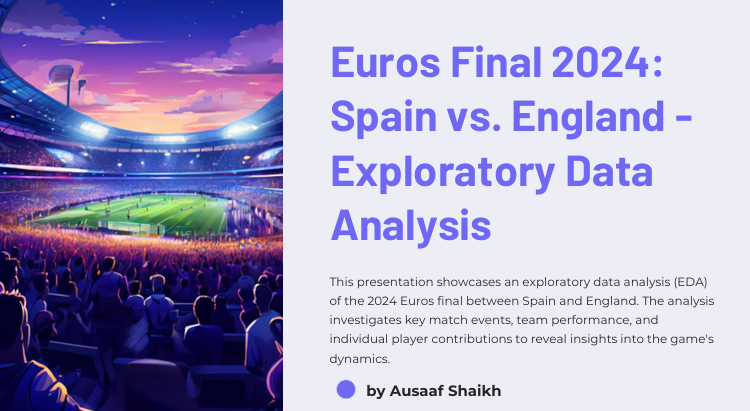 Euros Final 2024:
Spain vs. England -
Exploratory Data
Analysis
This presentation showcases an exploratory data analysis (EDA)
of the 2024 Euros final between Spain and England. The analysis
investigates key match events, team performance, and
individual player contributions to reveal insights into the game's
dynamics.
by Ausaaf Shaikh